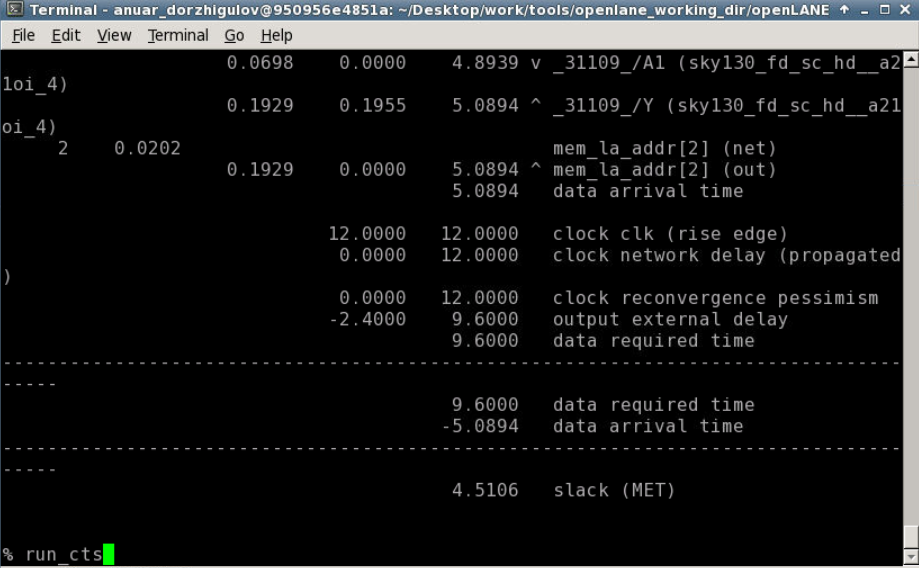 Terminal - anuar_dorzhigulov@950956e4851a: ~/Desktop/work/tools/openlane_working_dir/openLANE
File Edit View Terminal Go Help
0.0698 0.0000 4.8939 v _31109_/A1 (sky130_fd_sc_hd__a2
1oi_4)
0.1929 0.1955 5.0894 ^ _31109_/Y (sky130_fd_sc_hd__a21
oi_4)
2 0.0202 mem_la_addr[2] (net)
0.1929 0.0000 5.0894 ^ mem_la_addr[2] (out)
5.0894 data arrival time
12.0000 12.0000 clock clk (rise edge)
0.0000 12.0000 clock network delay (propagated
)
0.0000 12.0000 clock reconvergence pessimism
-2.4000 9.6000 output external delay
9.6000 data required time
-----------------------------------------------------------------------------
-----
9.6000 data required time
-5.0894 data arrival time
-----------------------------------------------------------------------------
-----
4.5106 slack (MET)
% run_cts